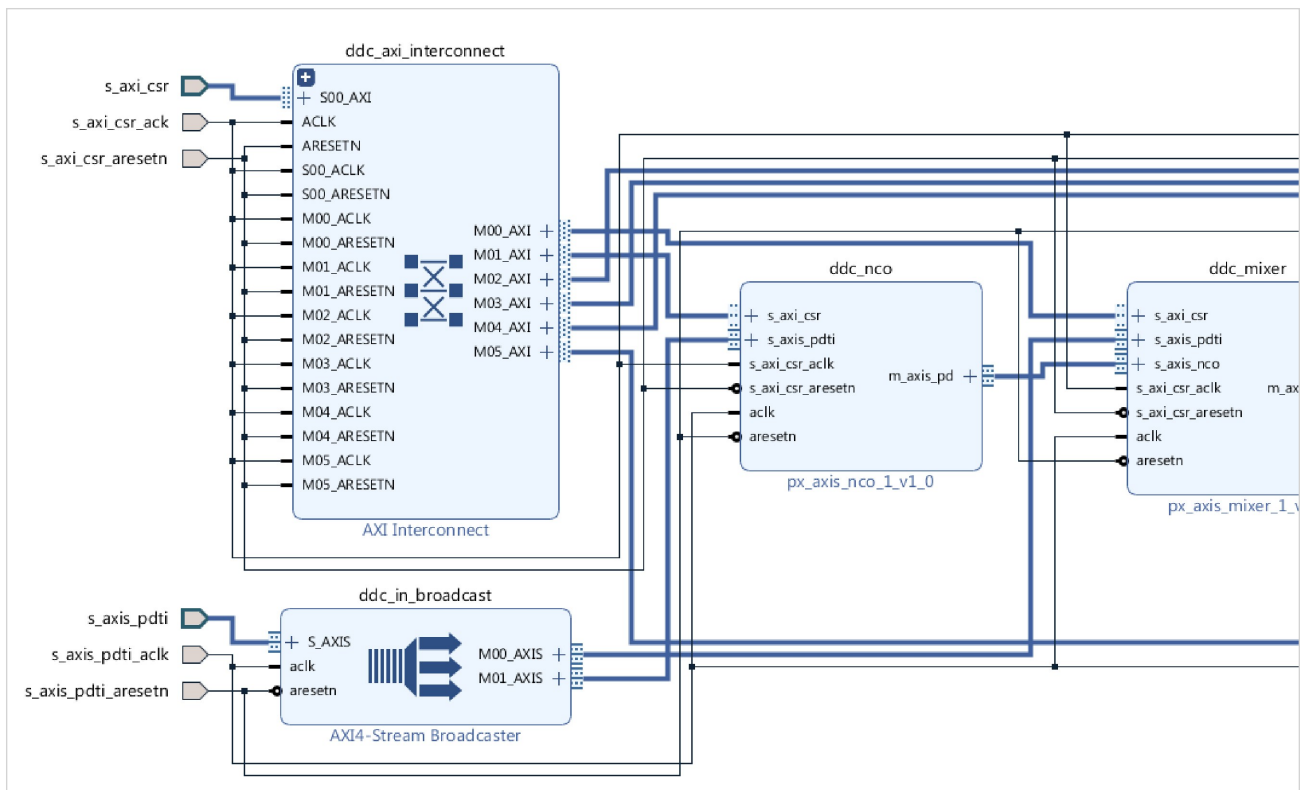 ddc_axi_interconnect
s_axi_csr
s_axi_csr_ack
s_axi_csr_aresetn
S00_AXI
ACLK
ARESETN
S00_ACLK
S00_ARESETN
M00_ACLK
M00_ARESETN
M01_ACLK
M01_ARESETN
M02_ACLK
M02_ARESETN
M03_ACLK
M03_ARESETN
M04_ACLK
M04_ARESETN
M05_ACLK
M05_ARESETN
M00_AXI
M01_AXI
M02_AXI
M03_AXI
M04_AXI
M05_AXI
AXI Interconnect
ddc_nco
s_axi_csr
s_axis_pdti
s_axi_csr_aclk
s_axi_csr_aresetn
aclk
aresetn
m_axis_pd
px_axis_nco_1_v1_0
ddc_mixer
s_axi_csr
s_axis_pdti
s_axis_nco
s_axi_csr_aclk
s_axi_csr_aresetn
aclk
aresetn
m_ax
px_axis_mixer_1_v
ddc_in_broadcast
s_axis_pdti
s_axis_pdti_aclk
s_axis_pdti_aresetn
S_AXIS
aclk
aresetn
M00_AXIS
M01_AXIS
AXI4-Stream Broadcaster